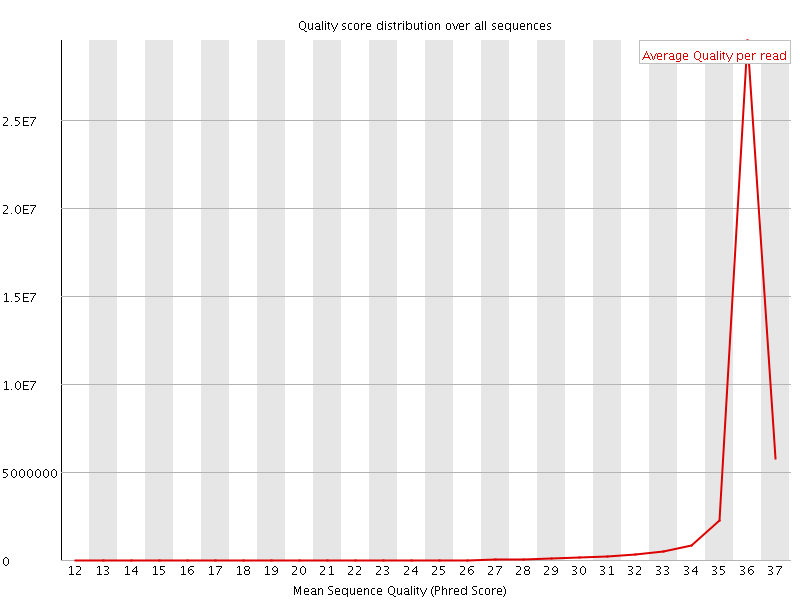 Quality score distribution over all sequences
Average Quality per read
2.5E7
2.0E7
1.5E7
1.0E7
5000000
0
12 13 14 15 16 17 18 19 20 21 22 23 24 25 26 27 28 29 30 31 32 33 34 35 36 37
Mean Sequence Quality (Phred Score)